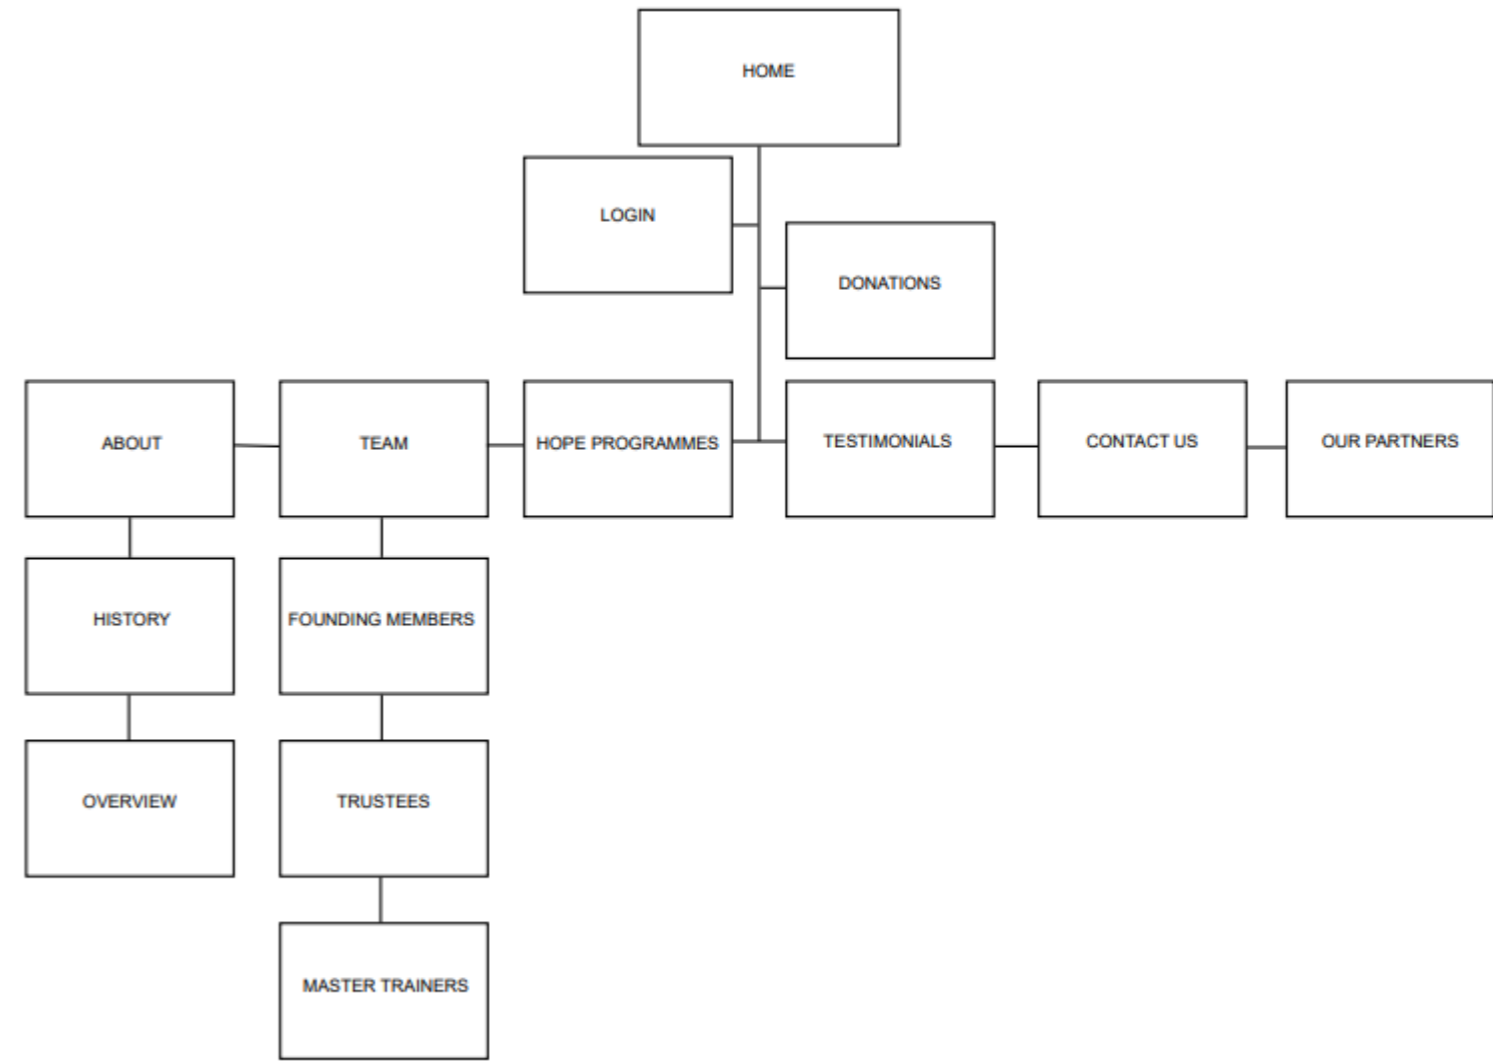 HOME
LOGIN
DONATIONS
ABOUT
TEAM
HOPE PROGRAMMES
TESTIMONIALS
CONTACT US
OUR PARTNERS
HISTORY
FOUNDING MEMBERS
OVERVIEW
TRUSTEES
MASTER TRAINERS